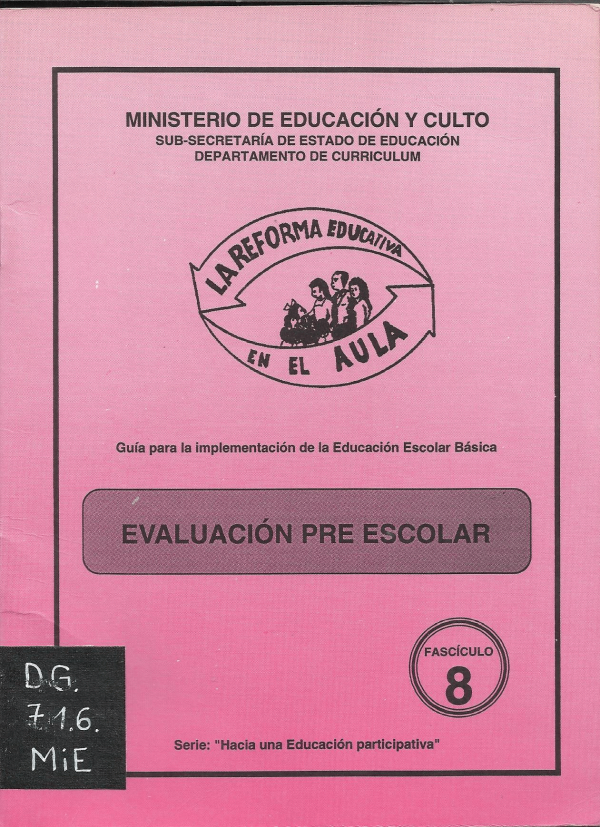 MINISTERIO DE EDUCACIÓN Y CULTO
SUB-SECRETARÍA DE ESTADO DE EDUCACIÓN
DEPARTAMENTO DE CURRICULUM
LA REFORMA EDUCATIVA
EN EL AULA
Guía para la implementación de la Educación Escolar Básica
EVALUACIÓN PRE ESCOLAR
FASCÍCULO
8
D.G.
7.1.6.
MiE
Serie: "Hacia una Educación participativa"